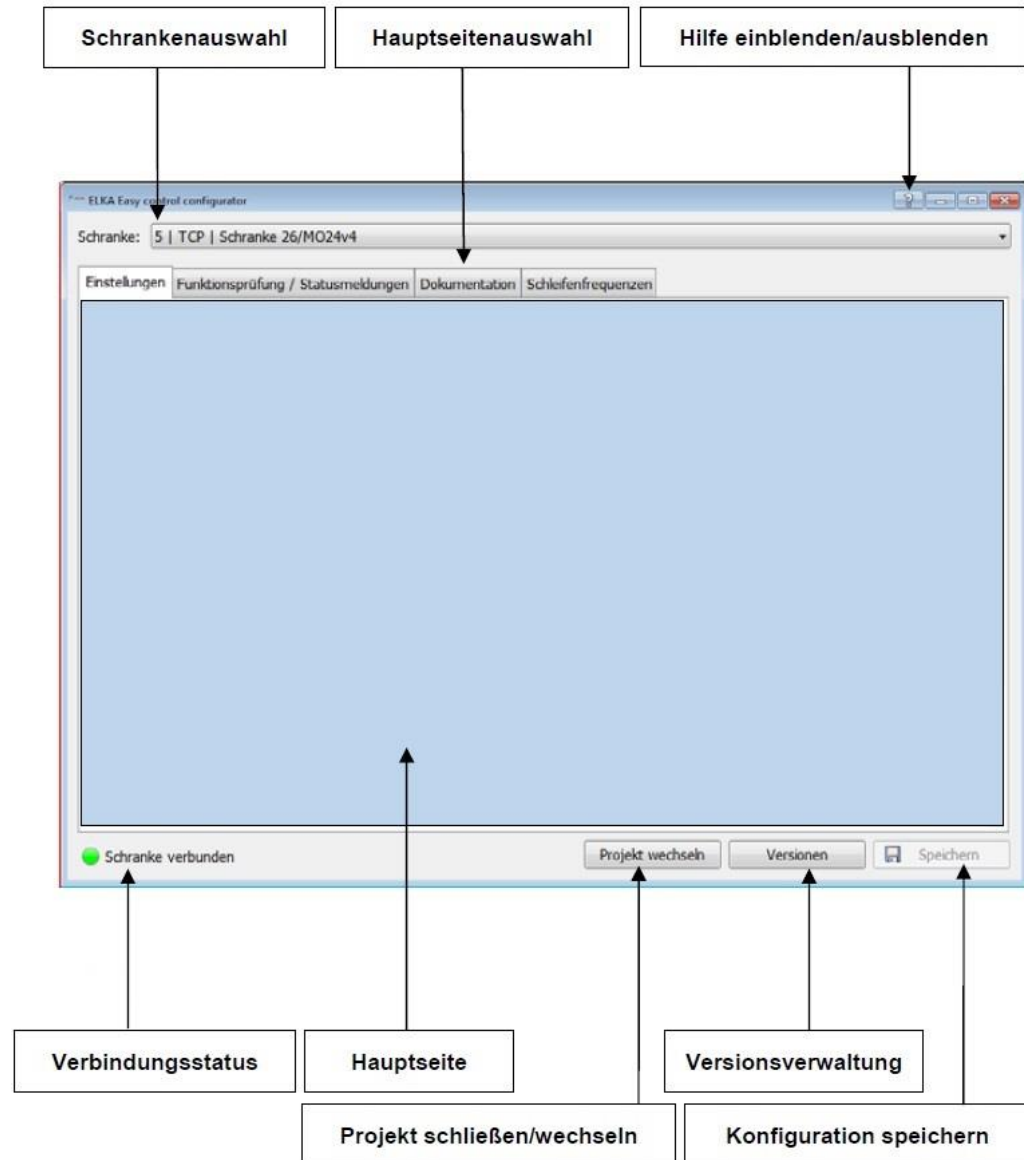 Schrankenauswahl
Hauptseitenauswahl
Hilfe einblenden/ausblenden
ELKA Easy control configurator
Schranke: 5 | TCP | Schranke 26/MO24v4
Einstellungen Funktionsprüfung / Statusmeldungen Dokumentation Schleifenfrequenzen
Schranke verbunden
Projekt wechseln
Versionen
Speichern
Verbindungsstatus
Hauptseite
Versionsverwaltung
Projekt schließen/wechseln
Konfiguration speichern